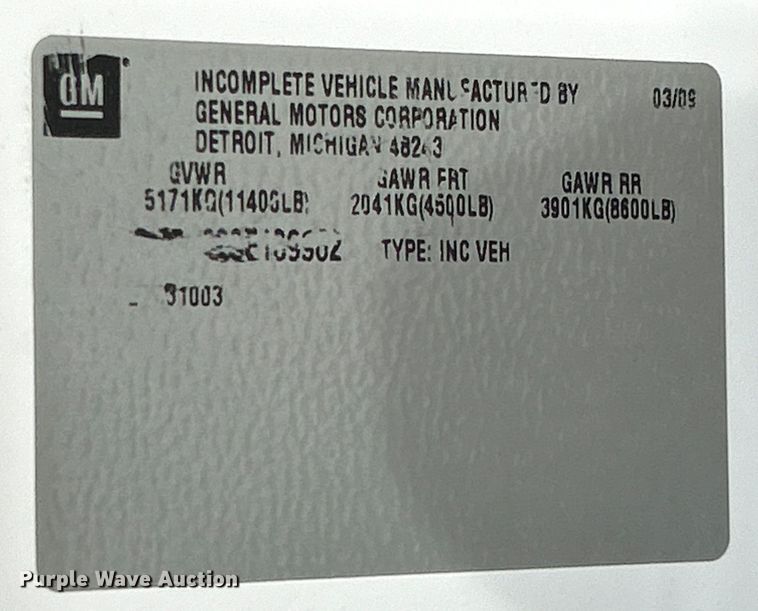 GM
INCOMPLETE VEHICLE MANUFACTURED BY 03/09
GENERAL MOTORS CORPORATION
DETROIT, MICHIGAN
GVWR GAWR FRT GAWR RR
5171KG(11400LB) 2041KG(4500LB) 3901KG(8600LB)
TYPE: INC VEH
31003
Purple Wave Auction